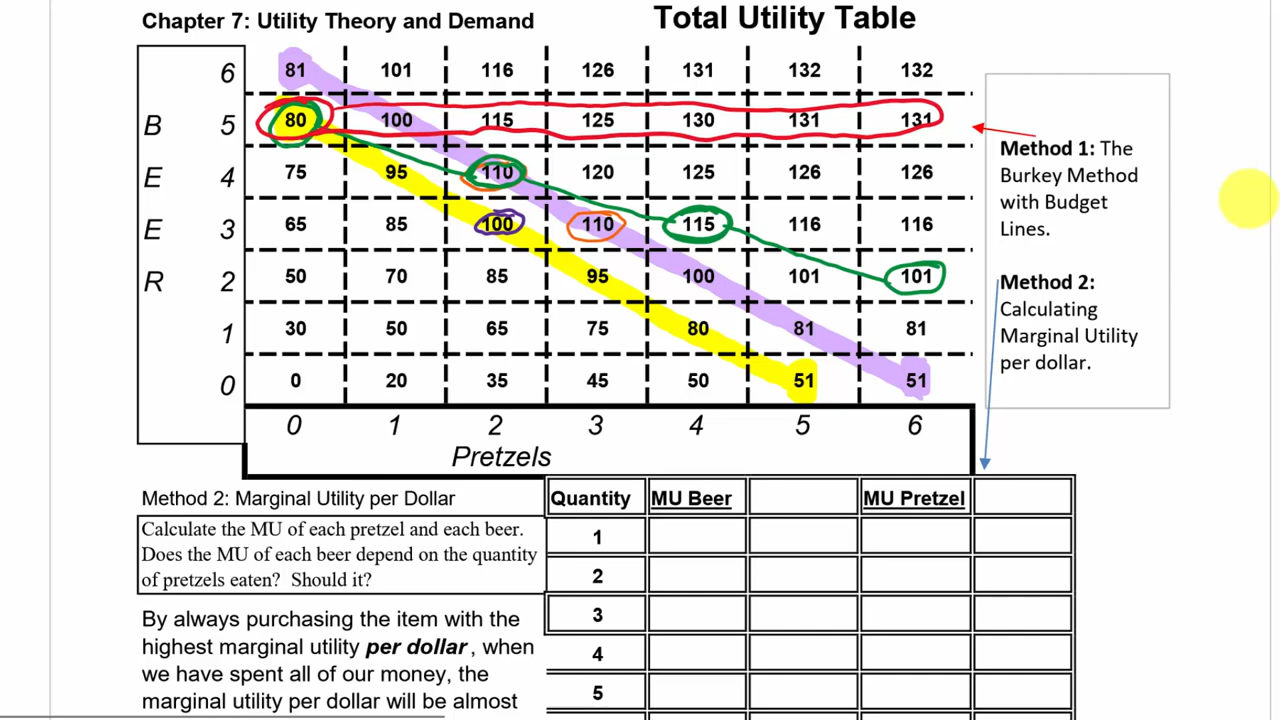 Chapter 7: Utility Theory and Demand Total Utility Table
6 81 101 116 126 131 132 132
B 5 80 100 115 125 130 131 131
E 4 75 95 110 120 125 126 126
E 3 65 85 100 110 115 116 116
R 2 50 70 85 95 100 101 101
1 30 50 65 75 80 81 81
0 0 20 35 45 50 51 51
0 1 2 3 4 5 6
Pretzels
Method 1: The
Burkey Method
with Budget
Lines.
Method 2:
Calculating
Marginal Utility
per dollar.
Method 2: Marginal Utility per Dollar
Calculate the MU of each pretzel and each beer.
Does the MU of each beer depend on the quantity
of pretzels eaten? Should it?
By always purchasing the item with the
highest marginal utility per dollar, when
we have spent all of our money, the
marginal utility per dollar will be almost
Quantity MU Beer MU Pretzel
1
2
3
4
5